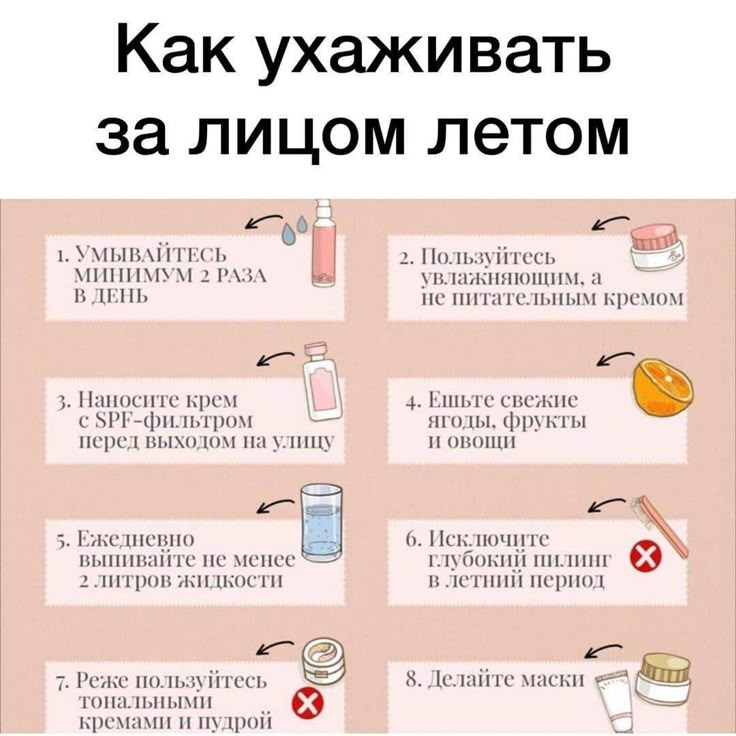 Как ухаживать
за лицом летом
1. Умывайтесь
минимум 2 раза
в день
2. Пользуйтесь
увлажняющим, а
не питательным кремом
3. Наносите крем
с SPF-фильтром
перед выходом на улицу
4. Ешьте свежие
ягоды, фрукты
и овощи
5. Ежедневно
выпивайте не менее
2 литров жидкости
6. Исключите
глубокий пилинг
в летний период
7. Реже пользуйтесь
тональными
кремами и пудрой
8. Делайте маски